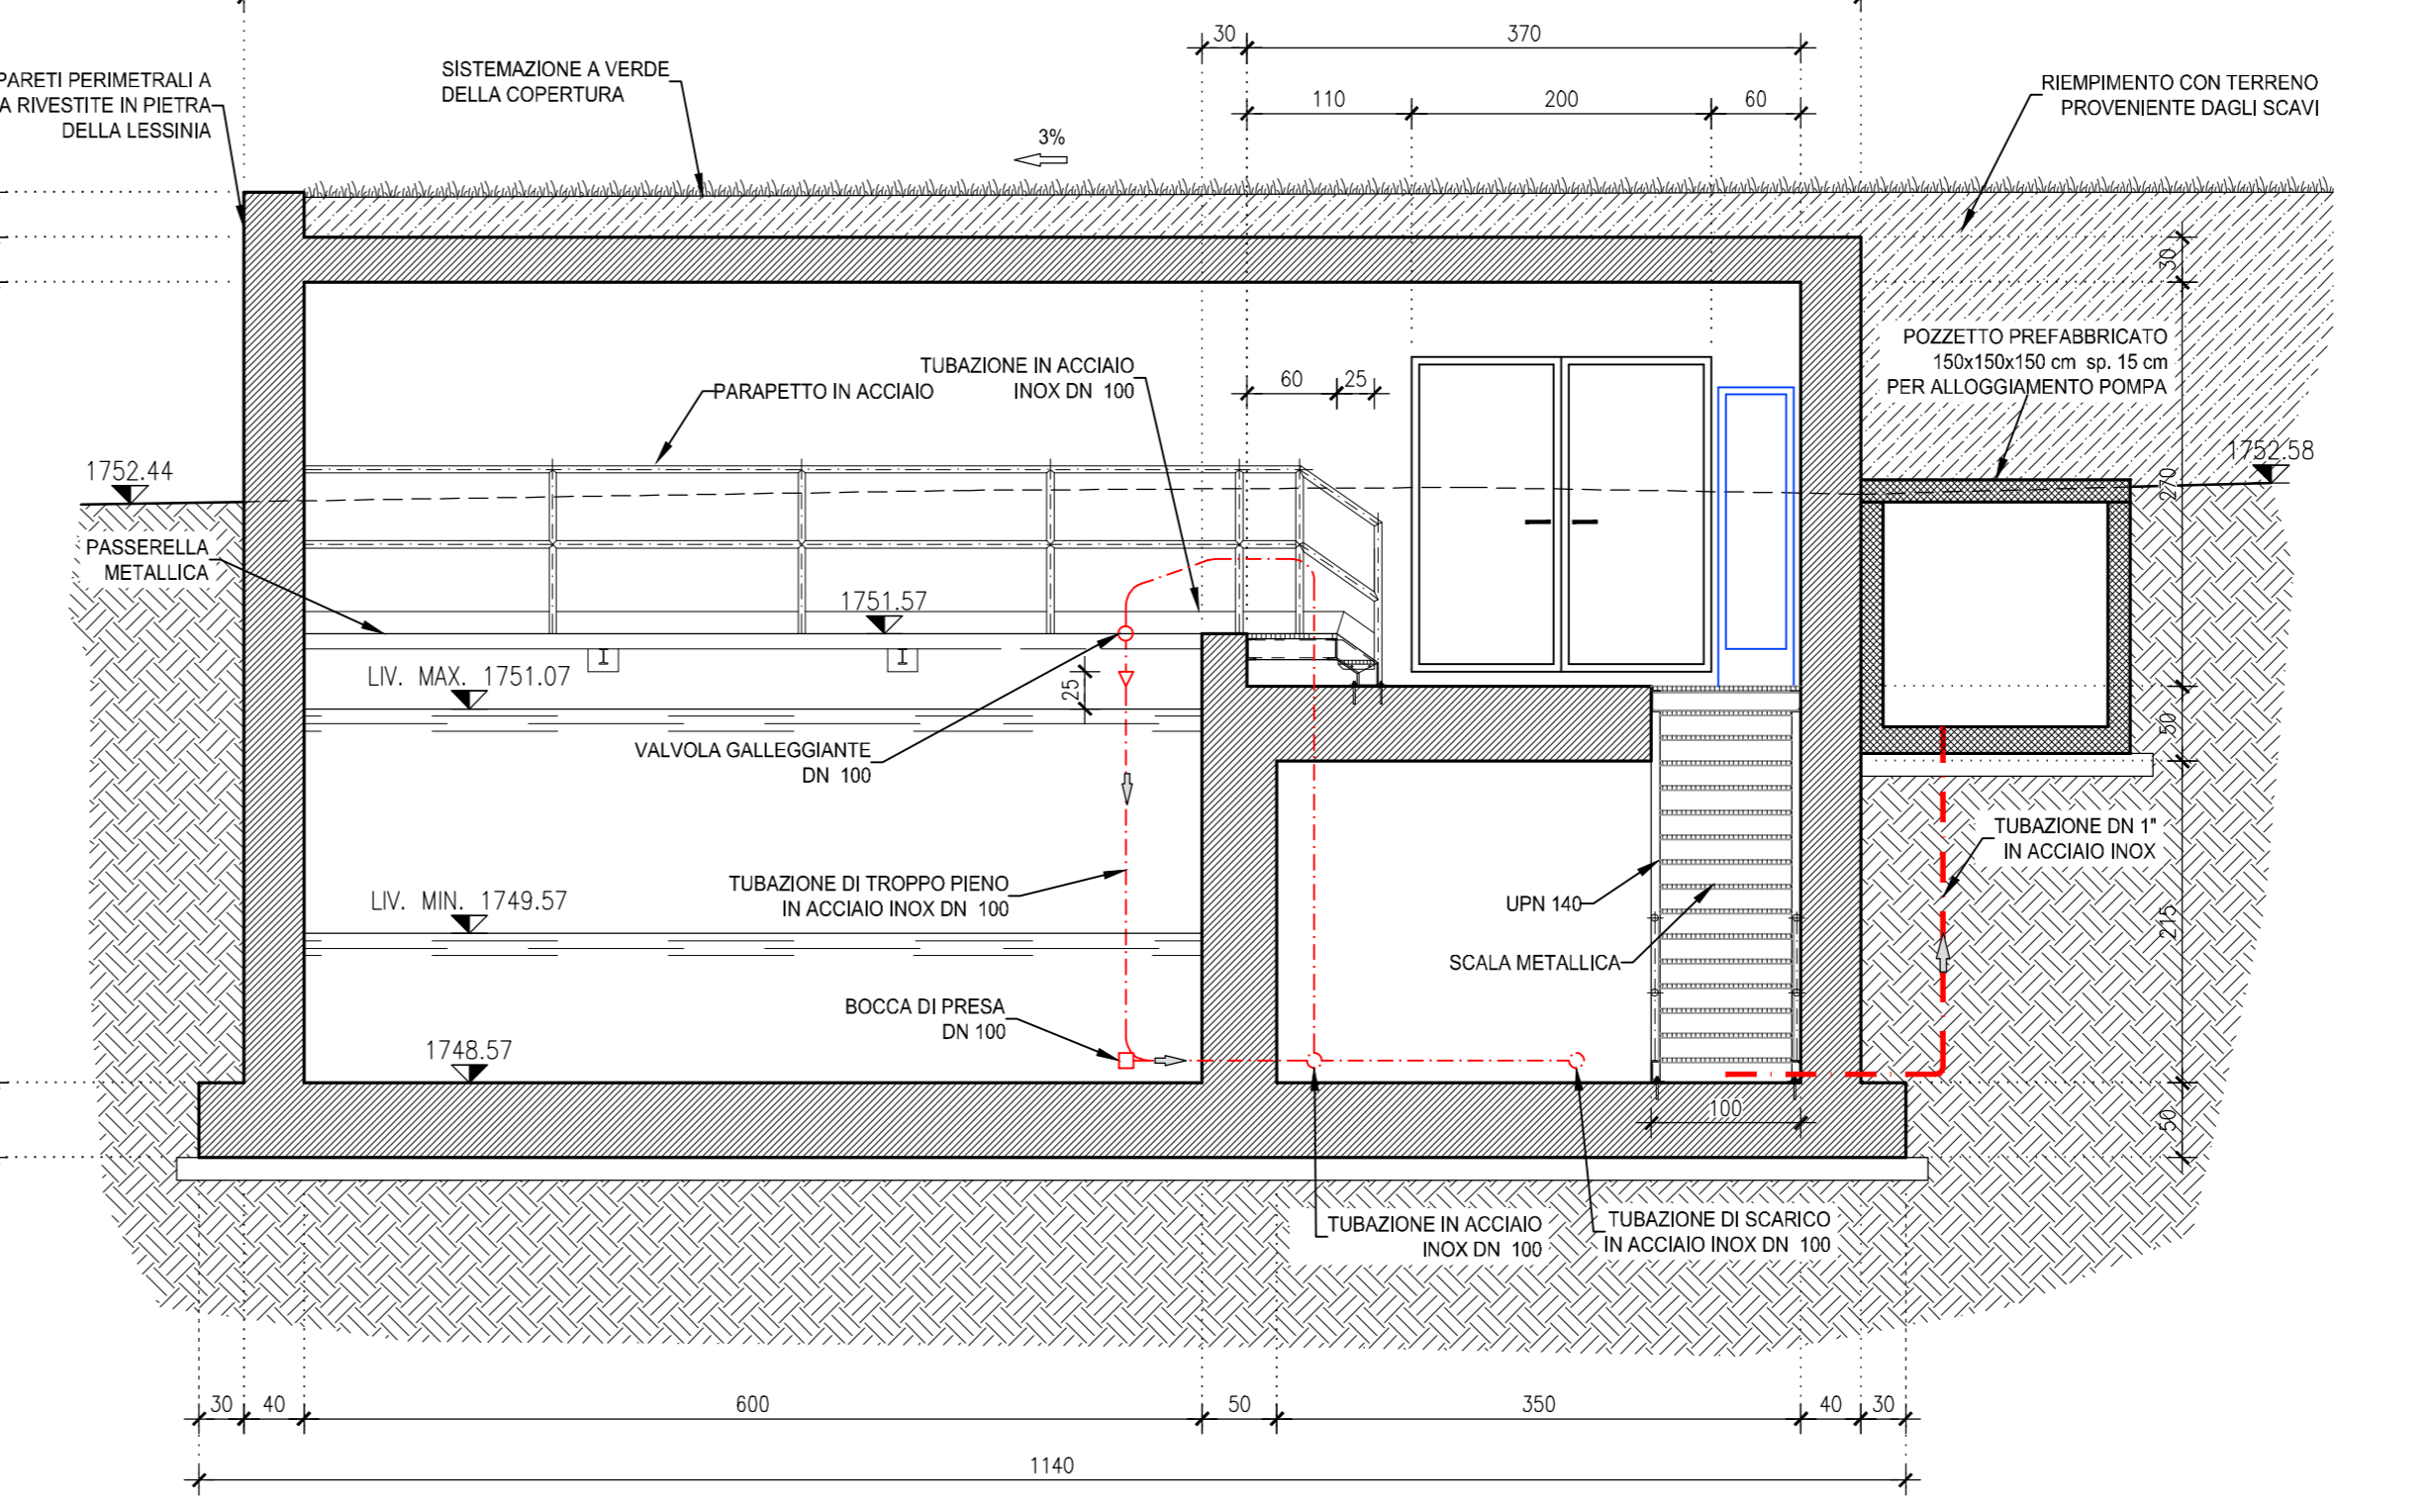 30
370
PARETI PERIMETRALI A
A RIVESTITE IN PIETRA
DELLA LESSINIA
SISTEMAZIONE A VERDE
DELLA COPERTURA
RIEMPIMENTO CON TERRENO
PROVENIENTE DAGLI SCAVI
110
200
60
3%
30
POZZETTO PREFABBRICATO
150x150x150 cm sp. 15 cm
PER ALLOGGIAMENTO POMPA
TUBAZIONE IN ACCIAIO
INOX DN 100
PARAPETTO IN ACCIAIO
60
25
1752.44
1752.58
270
PASSERELLA
METALLICA
1751.57
LIV. MAX. 1751.07
25
50
VALVOLA GALLEGGIANTE
DN 100
TUBAZIONE DN 1"
IN ACCIAIO INOX
TUBAZIONE DI TROPPO PIENO
IN ACCIAIO INOX DN 100
LIV. MIN. 1749.57
UPN 140
215
SCALA METALLICA
BOCCA DI PRESA
DN 100
1748.57
100
50
TUBAZIONE IN ACCIAIO
INOX DN 100
TUBAZIONE DI SCARICO
IN ACCIAIO INOX DN 100
30
40
600
50
350
40
30
1140